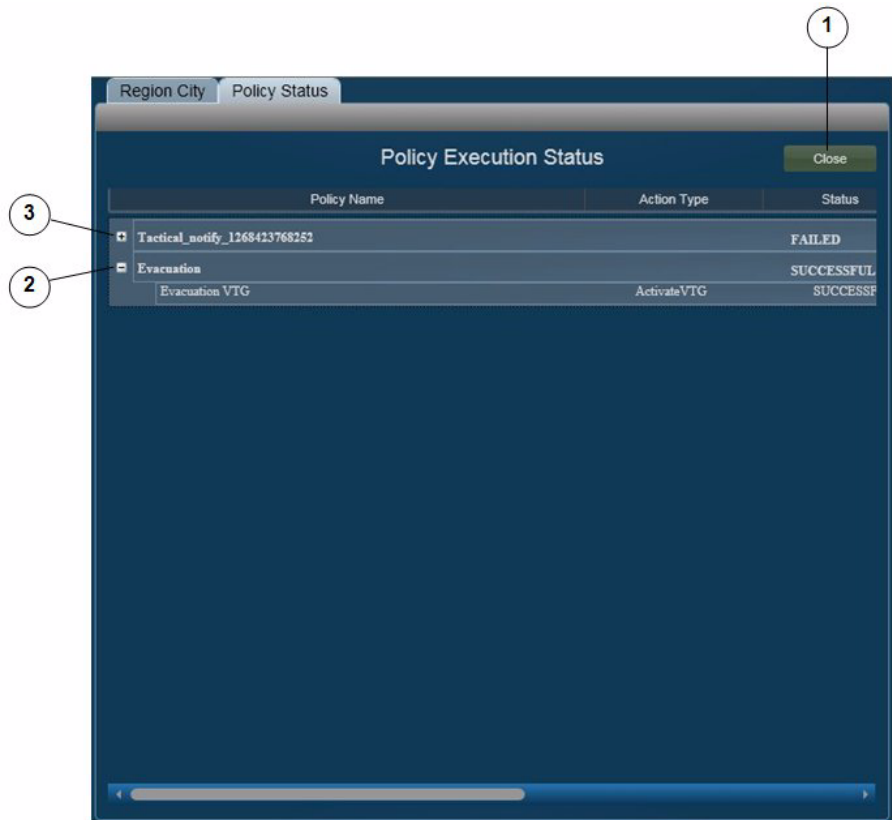 1
Region City Policy Status
Policy Execution Status Close
Policy Name Action Type Status
3
Tactical_notify_1268423768252 FAILED
2
Evacuation SUCCESSFUL
Evacuation VTG ActivateVTG SUCCESSF